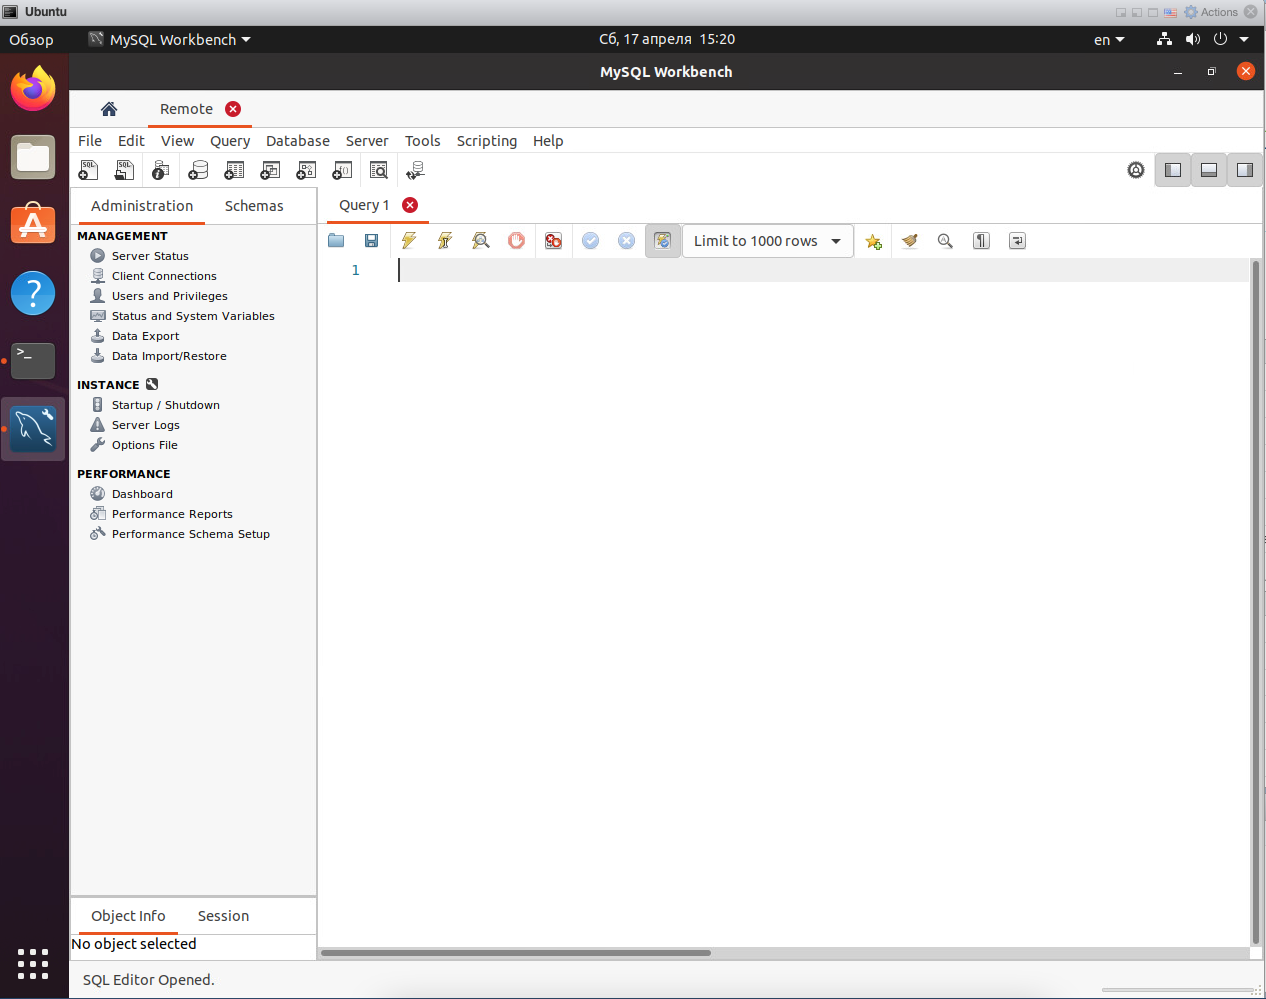 Ubuntu
Actions
Обзор
MySQL Workbench
Сб, 17 апреля 15:20
en
MySQL Workbench
Remote
File Edit View Query Database Server Tools Scripting Help
Administration Schemas
Query 1
MANAGEMENT
Server Status
Client Connections
Users and Privileges
Status and System Variables
Data Export
Data Import/Restore
INSTANCE
Startup / Shutdown
Server Logs
Options File
PERFORMANCE
Dashboard
Performance Reports
Performance Schema Setup
Limit to 1000 rows
1
Object Info Session
No object selected
SQL Editor Opened.